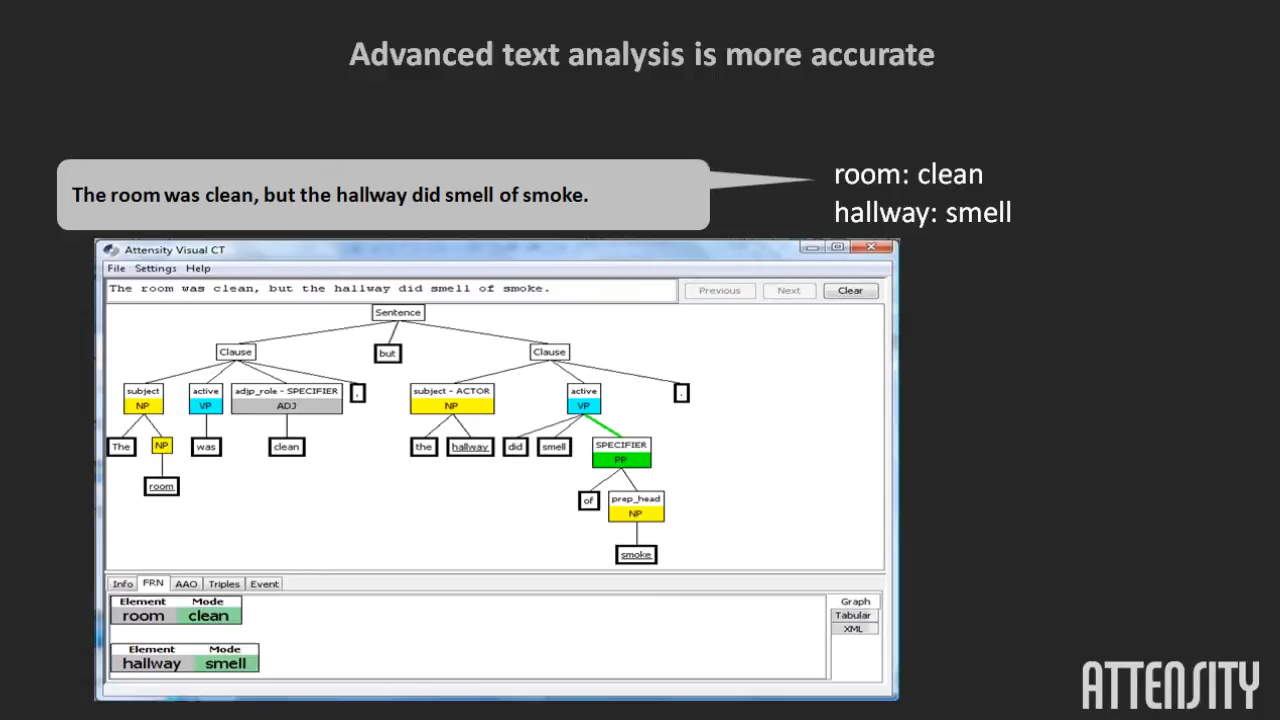 Advanced text analysis is more accurate
The room was clean, but the hallway did smell of smoke.
room: clean
hallway: smell
Attensity Visual CT
File Settings Help
The room was clean, but the hallway did smell of smoke.
Previous Next Clear
Sentence
Clause but Clause
subject active adjp_role - SPECIFIER , subject - ACTOR active .
NP VP ADJ NP VP
The NP was clean the hallway did smell SPECIFIER
PP
room of prep_head
NP
smoke
Info FRN AAO Triples Event
Element Mode Graph
room clean Tabular
XML
Element Mode
hallway smell
ATTENSITY